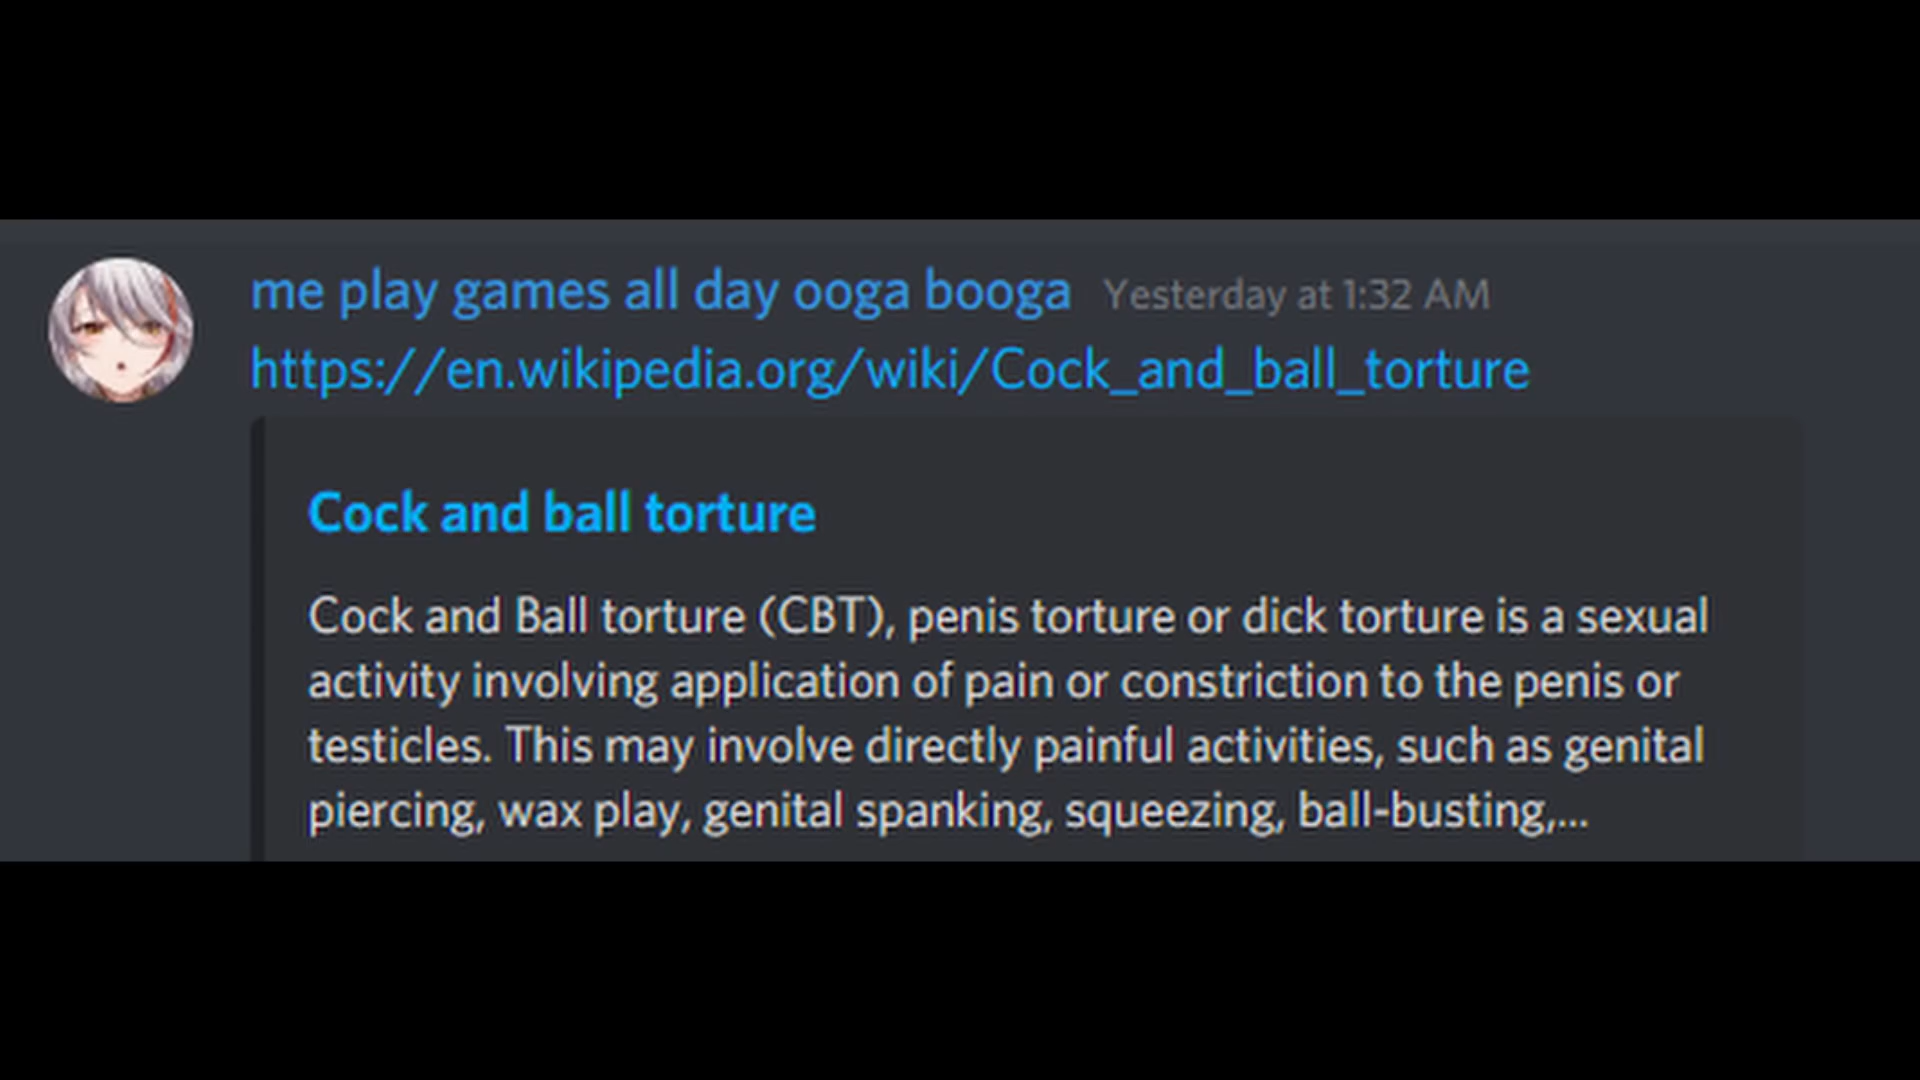 me play games all day ooga booga Yesterday at 1:32 AM
https://en.wikipedia.org/wiki/Cock_and_ball_torture
Cock and ball torture
Cock and Ball torture (CBT), penis torture or dick torture is a sexual
activity involving application of pain or constriction to the penis or
testicles. This may involve directly painful activities, such as genital
piercing, wax play, genital spanking, squeezing, ball-busting,...